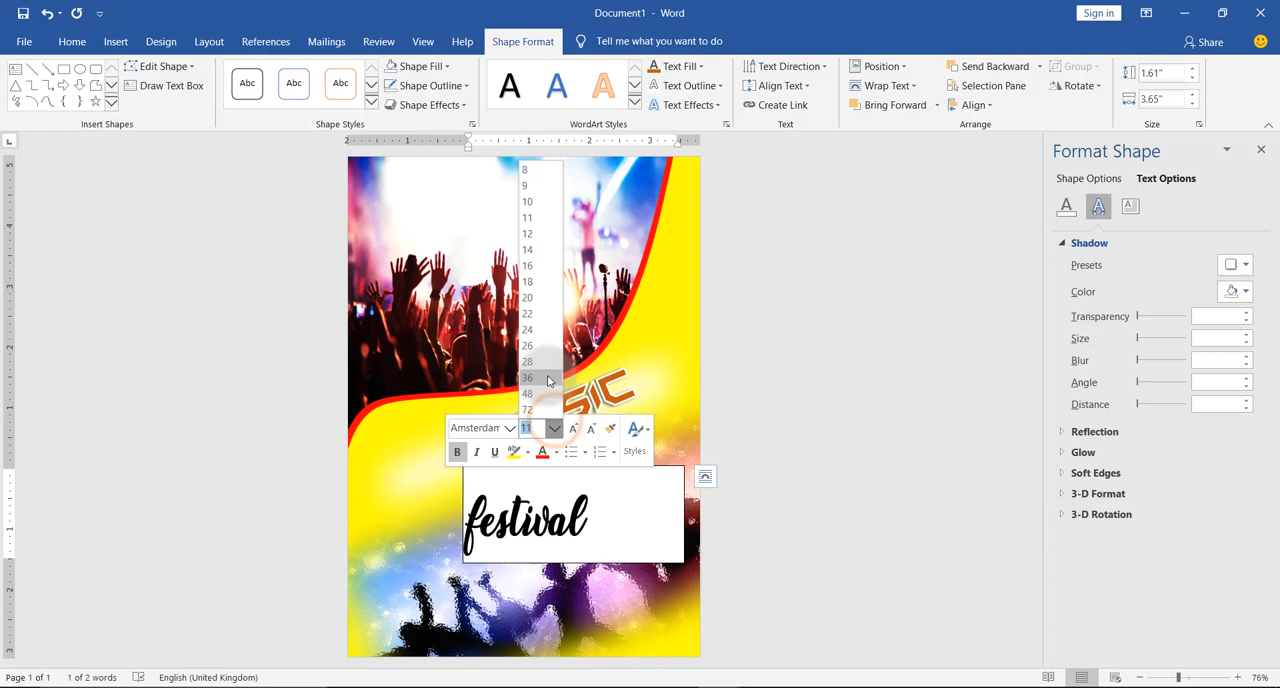 Document1 - Word
Sign in
File Home Insert Design Layout References Mailings Review View Help Shape Format Tell me what you want to do Share
Edit Shape
Draw Text Box
Insert Shapes
Abc Abc Abc
Shape Fill
Shape Outline
Shape Effects
Shape Styles
A A A
Text Fill
Text Outline
Text Effects
WordArt Styles
Text Direction
Align Text
Create Link
Text
Position
Wrap Text
Bring Forward
Send Backward
Selection Pane
Align
Group
Rotate
Arrange
1.61"
3.65"
Size
2 1 1 2 3
Format Shape
Shape Options Text Options
Shadow
Presets
Color
Transparency
Size
Blur
Angle
Distance
Reflection
Glow
Soft Edges
3-D Format
3-D Rotation
8
9
10
11
12
14
16
18
20
22
24
26
28
36
48
72
SIC
Amsterdam 11
B I U
Styles
festival
Page 1 of 1 1 of 2 words English (United Kingdom) 76%